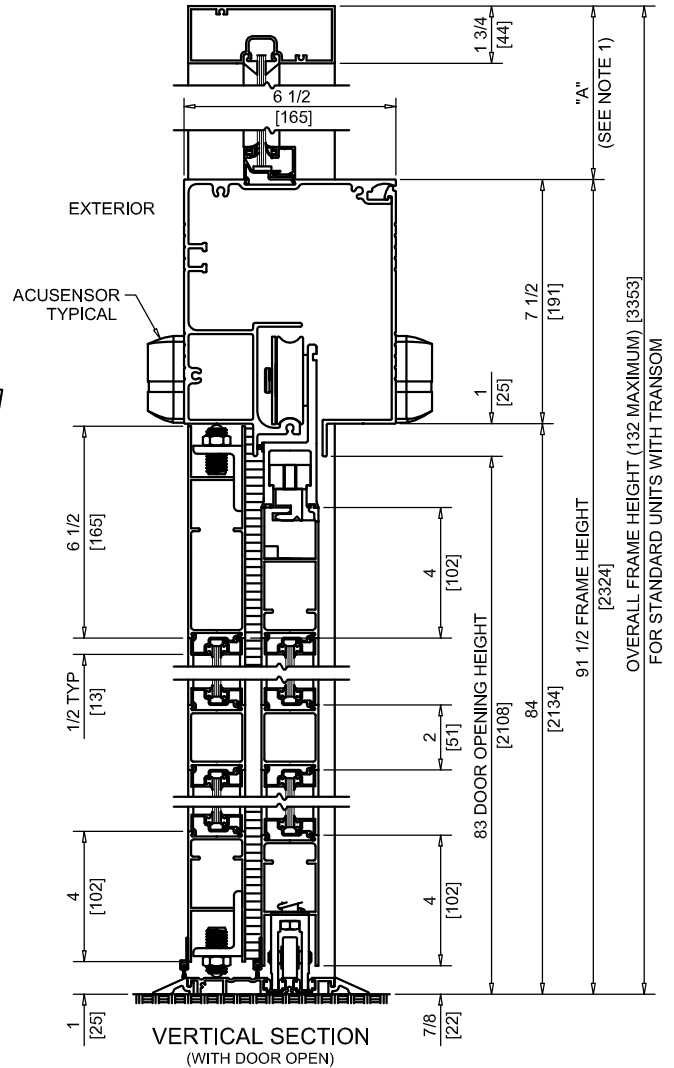 1 3/4
[44]
"A"
(SEE NOTE 1)
6 1/2
[165]
EXTERIOR
ACUSENSOR
TYPICAL
7 1/2
[191]
1
[25]
6 1/2
[165]
4
[102]
1/2 TYP
[13]
2
[51]
83 DOOR OPENING HEIGHT
[2108]
84
[2134]
91 1/2 FRAME HEIGHT
[2324]
OVERALL FRAME HEIGHT (132 MAXIMUM) [3353]
FOR STANDARD UNITS WITH TRANSOM
4
[102]
4
[102]
1
[25]
7/8
[22]
VERTICAL SECTION
(WITH DOOR OPEN)